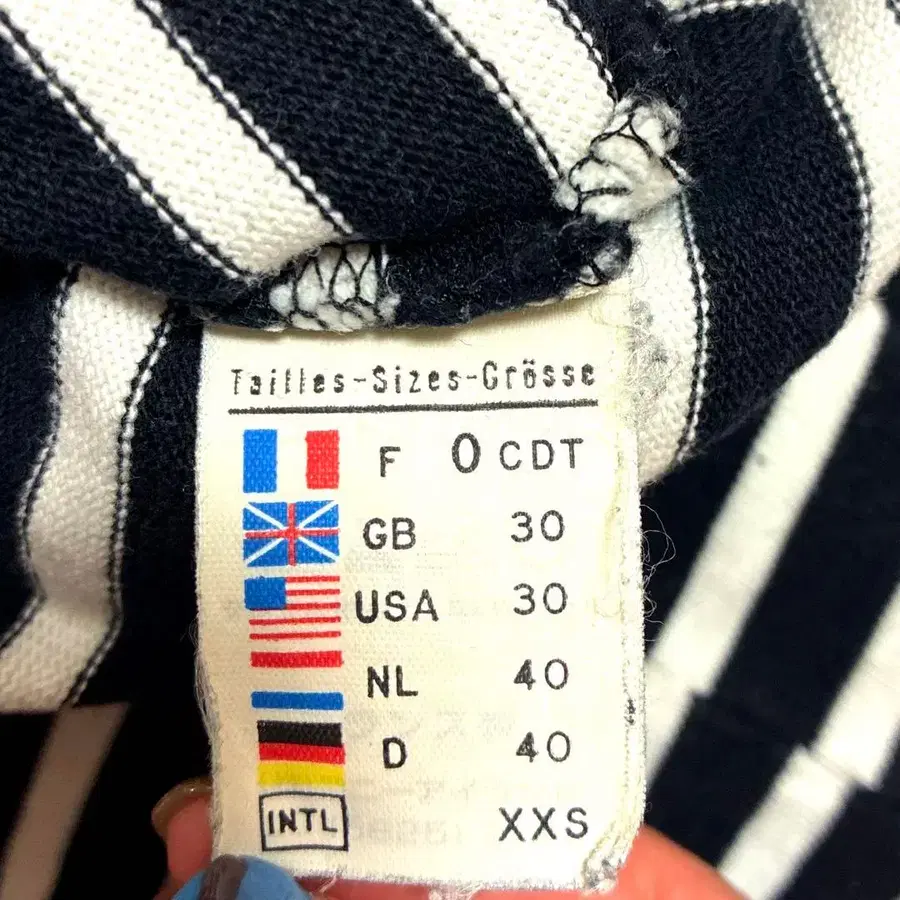 Tailles-Sizes-Grösse
F 0 CDT
GB 30
USA 30
NL 40
D 40
INTL XXS